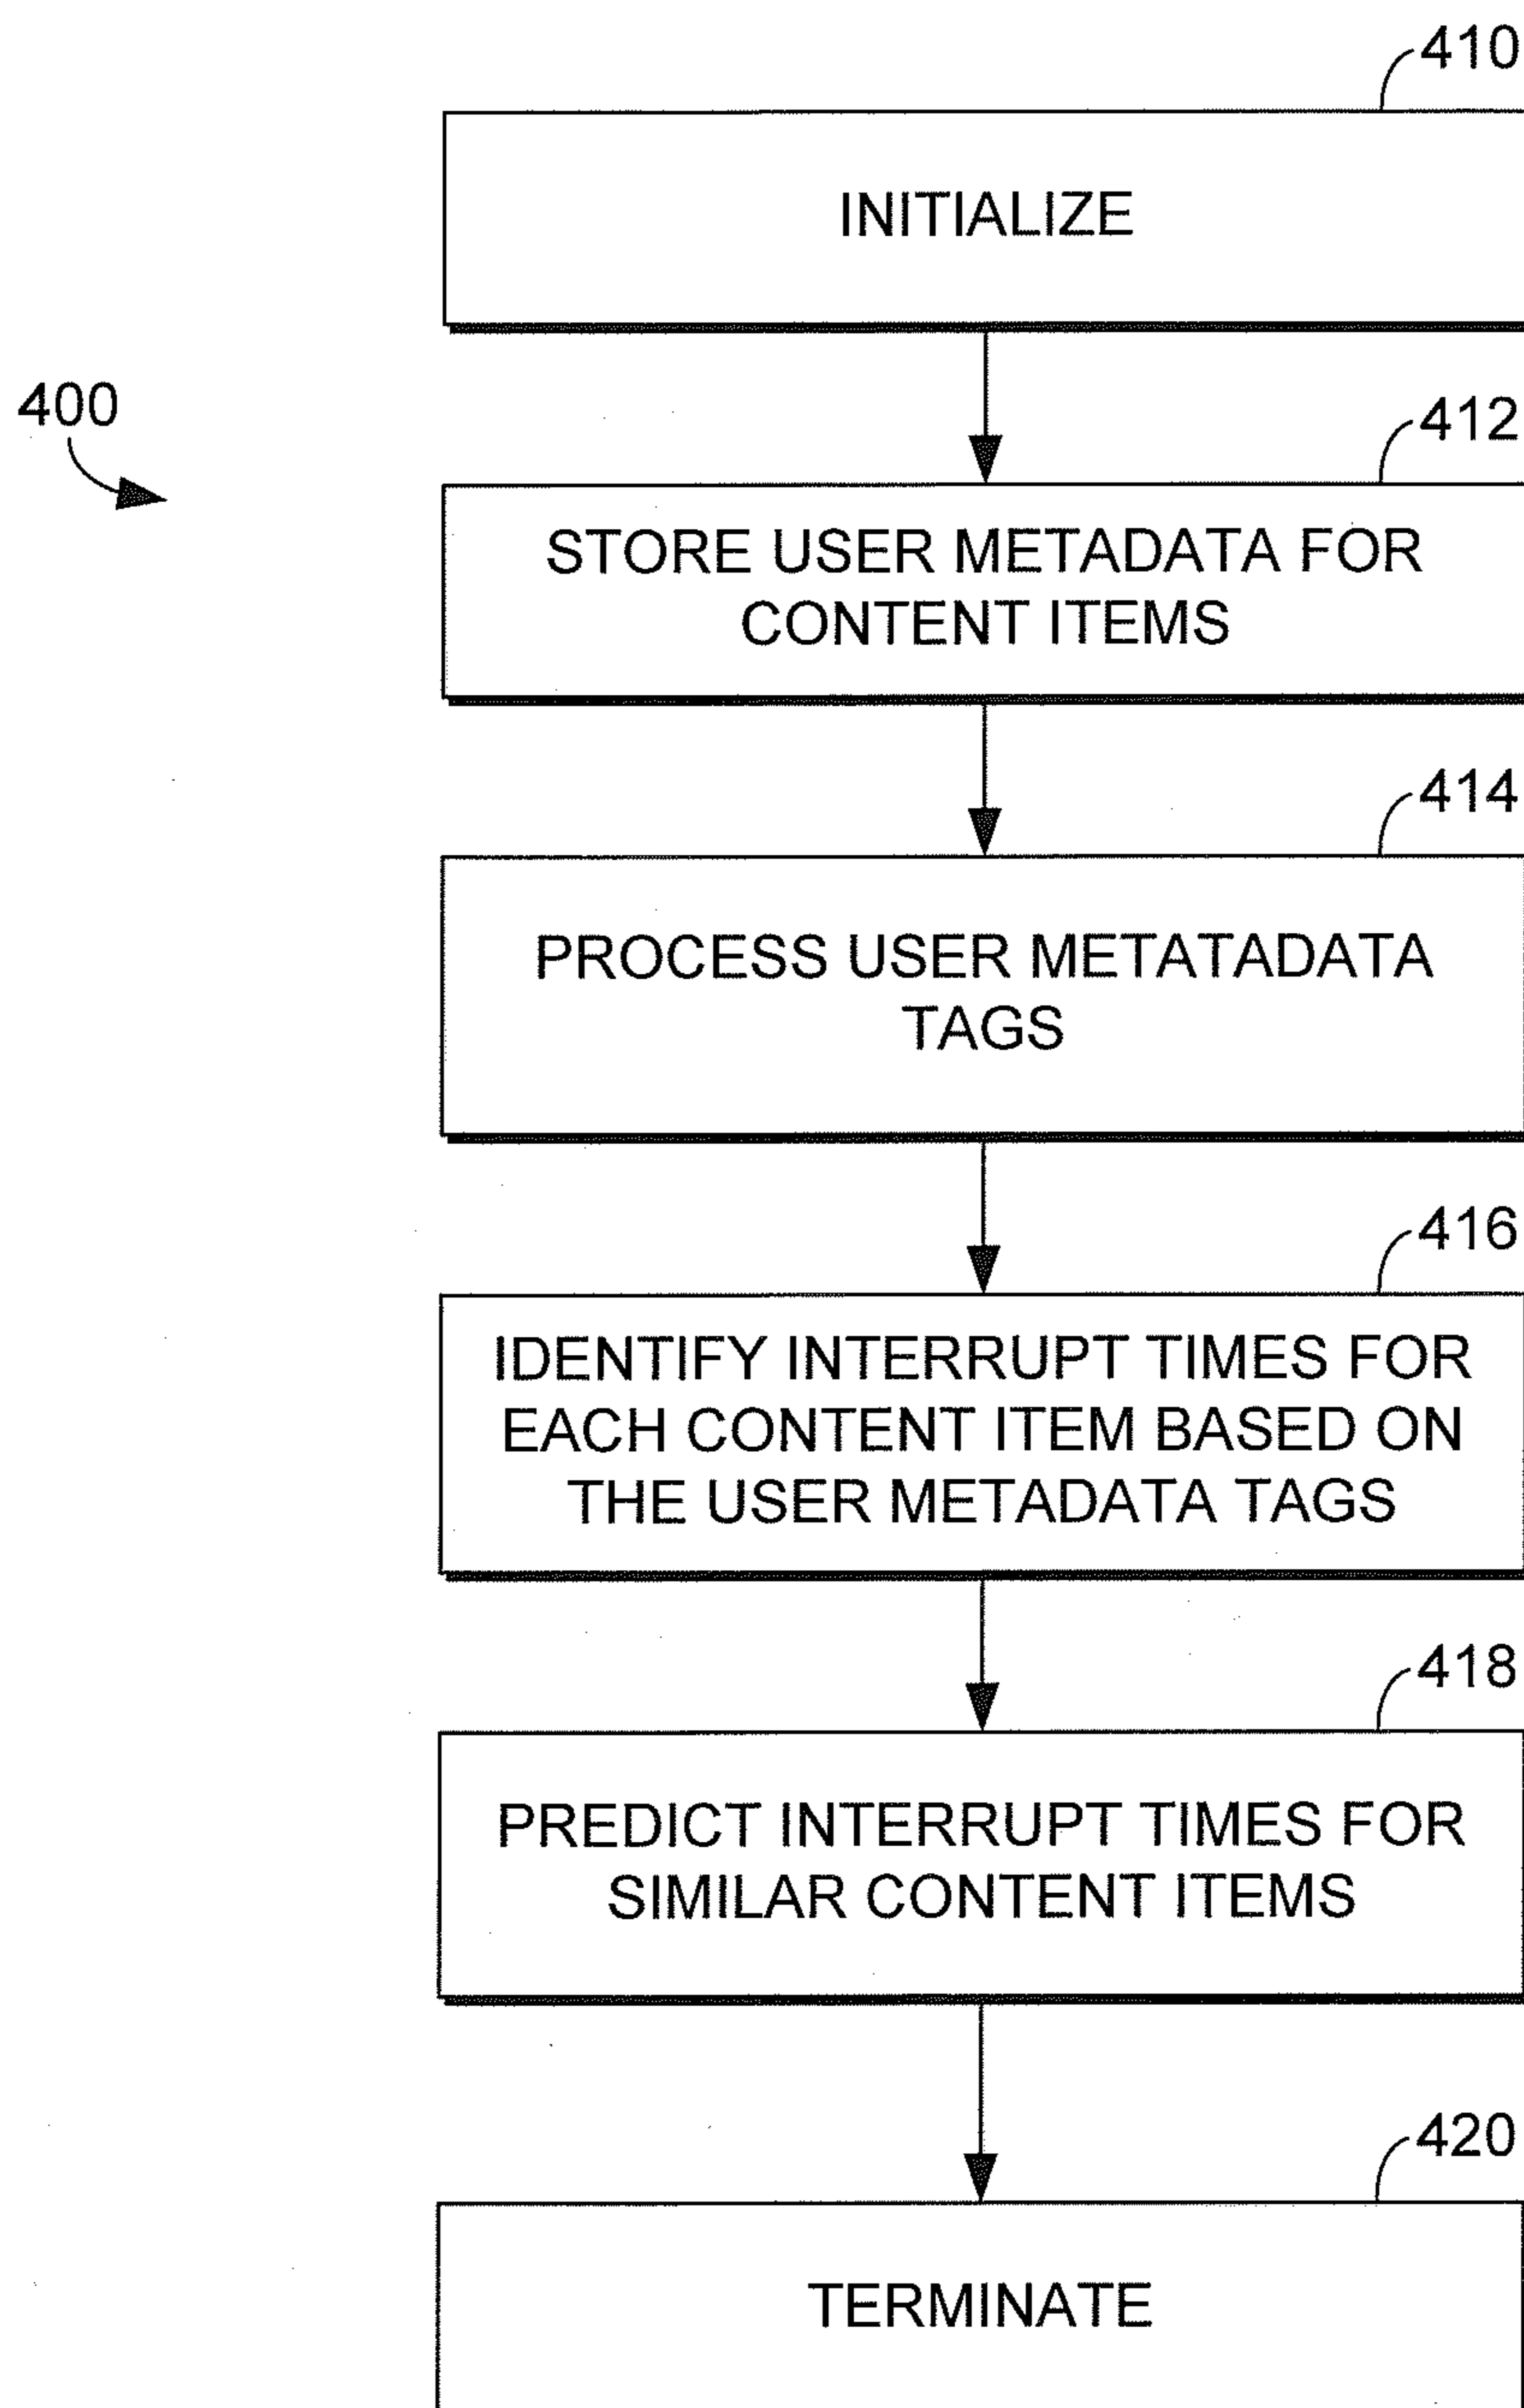 410
INITIALIZE
400
412
STORE USER METADATA FOR
CONTENT ITEMS
414
PROCESS USER METATADATA
TAGS
416
IDENTIFY INTERRUPT TIMES FOR
EACH CONTENT ITEM BASED ON
THE USER METADATA TAGS
418
PREDICT INTERRUPT TIMES FOR
SIMILAR CONTENT ITEMS
420
TERMINATE